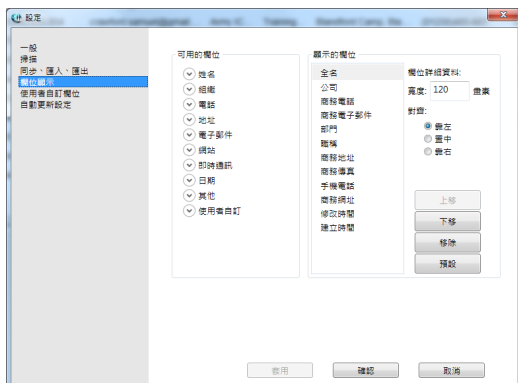 設定
一般
掃描
同步、匯入、匯出
欄位顯示
使用者自訂欄位
自動更新設定
可用的欄位
姓名
組織
電話
地址
電子郵件
網站
即時通訊
日期
其他
使用者自訂
顯示的欄位
全名
公司
商務電話
商務電子郵件
部門
職稱
商務地址
商務傳真
手機電話
商務網址
修改時間
建立時間
欄位詳細資料:
寬度: 120 畫素
對齊:
靠左
置中
靠右
上移
下移
移除
預設
套用 確認 取消